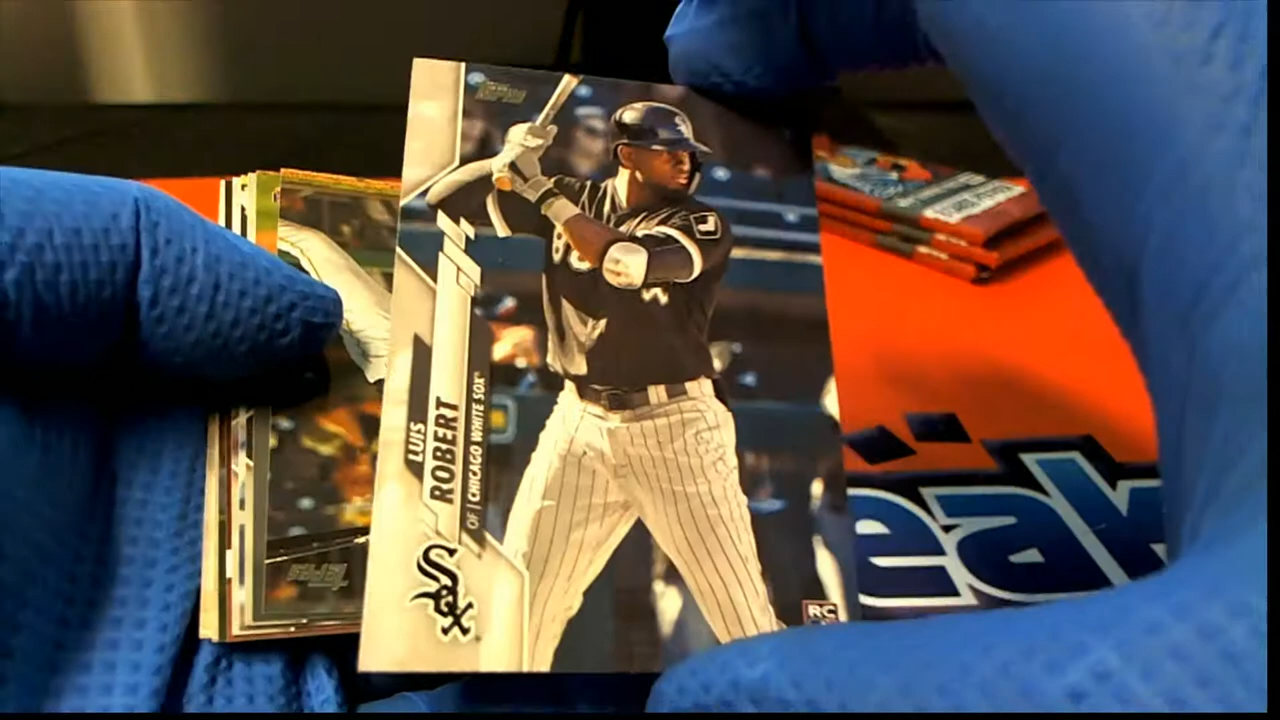 Topps
LUIS
ROBERT
OF | CHICAGO WHITE SOX
Sox
RC
Topps
eak